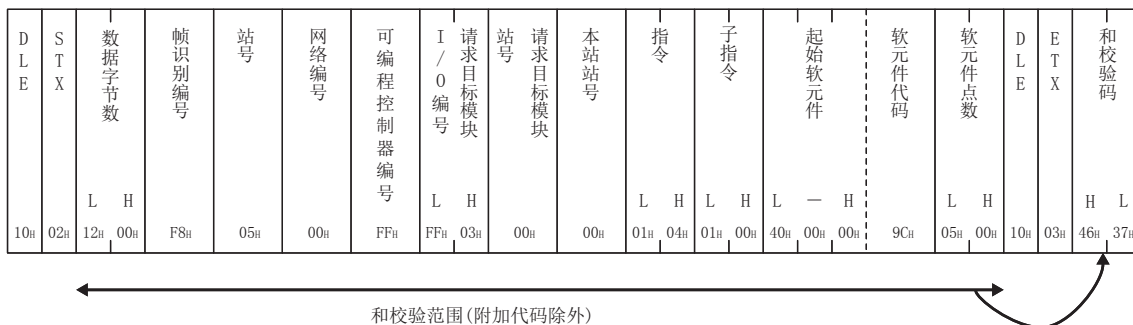 DLE
STX
数据字节数
帧识别编号
站号
网络编号
可编程控制器编号
请求目标模块
I/O编号
请求目标模块
站号
本站站号
指令
子指令
起始软元件
软元件代码
软元件点数
DLE
ETX
和校验码
L H L H L H L H L — H L H H L
10H 02H 12H 00H F8H 05H 00H FFH FFH 03H 00H 00H 01H 04H 01H 00H 40H 00H 00H 9CH 05H 00H 10H 03H 46H 37H
和校验范围(附加代码除外)